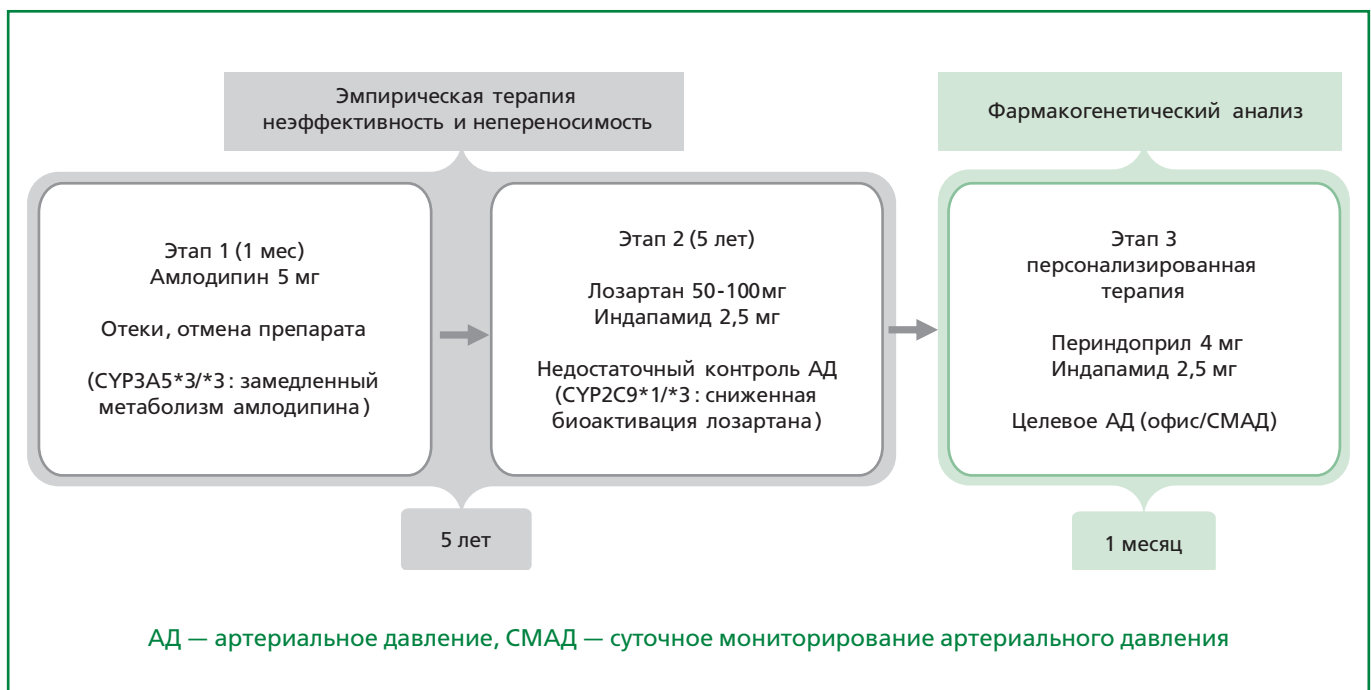 Эмпирическая терапия
неэффективность и непереносимость
Фармакогенетический анализ
Этап 1 (1 мес)
Амлодипин 5 мг
Отеки, отмена препарата
(CYP3A5*3/*3: замедленный
метаболизм амлодипина)
Этап 2 (5 лет)
Лозартан 50-100мг
Индапамид 2,5 мг
Недостаточный контроль АД
(CYP2C9*1/*3: сниженная
биоактивация лозартана)
Этап 3
персонализированная
терапия
Периндоприл 4 мг
Индапамид 2,5 мг
Целевое АД (офис/СМАД)
5 лет
1 месяц
АД — артериальное давление, СМАД — суточное мониторирование артериального давления